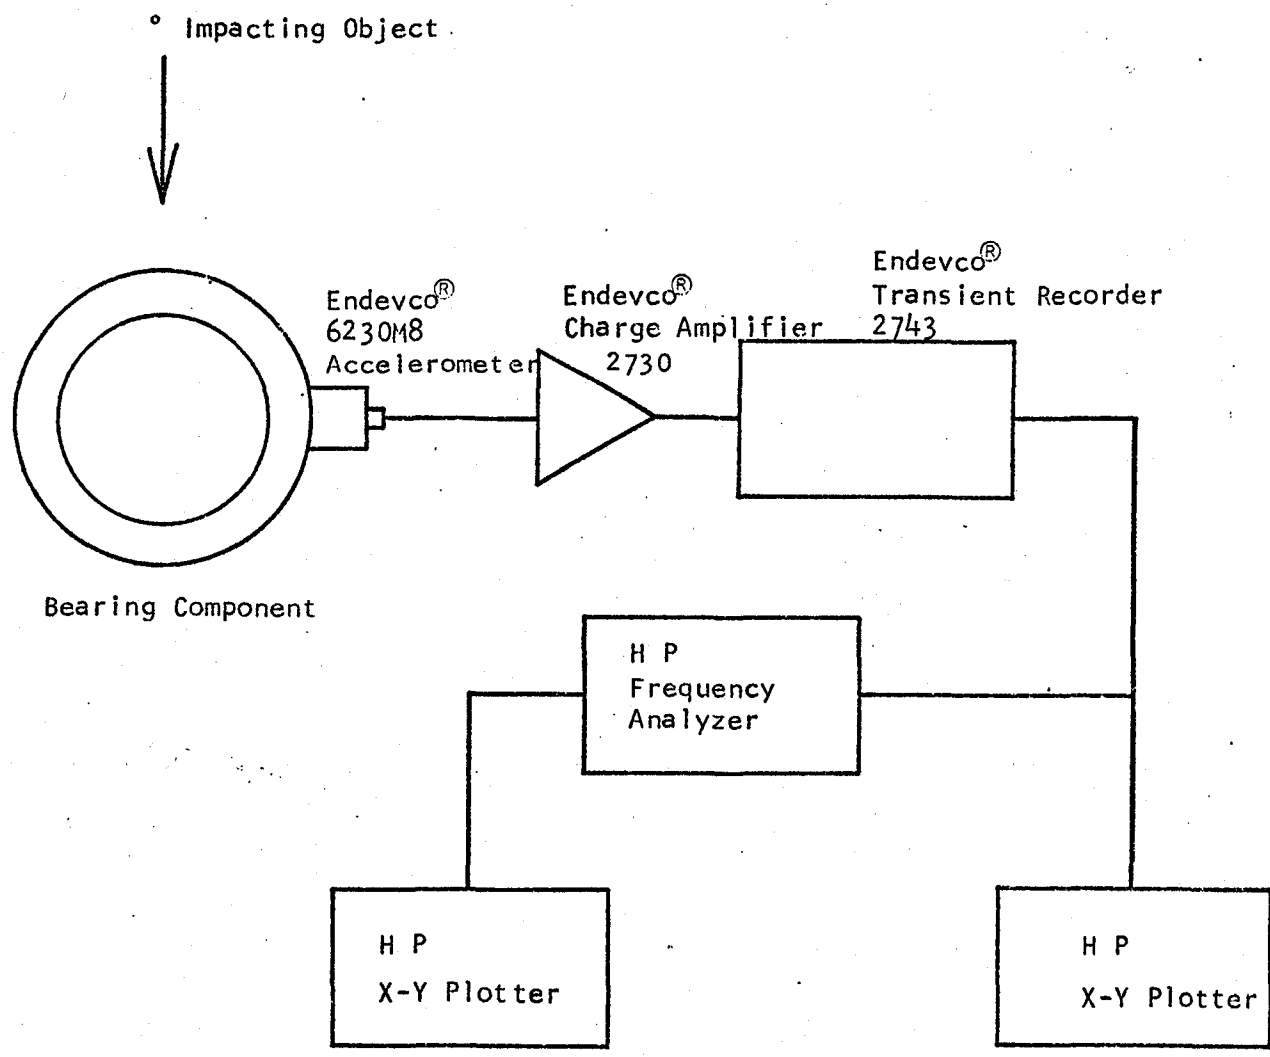 Impacting Object
Endevco®
6230M8
Accelerometer
Endevco®
Charge Amplifier
2730
Endevco®
Transient Recorder
2743
Bearing Component
H P
Frequency
Analyzer
H P
X-Y Plotter
H P
X-Y Plotter